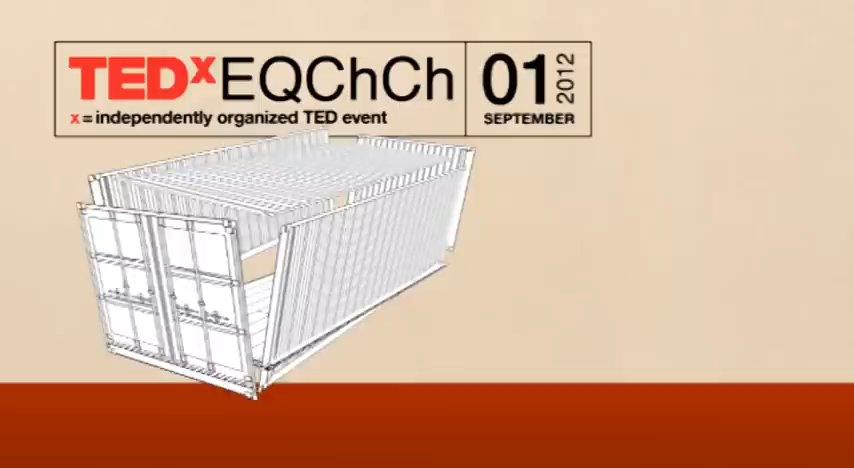 TEDxEQChCh
x = independently organized TED event
01 2012
SEPTEMBER